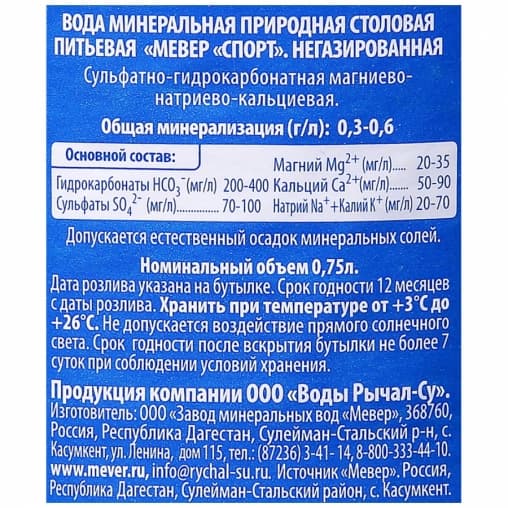 ВОДА МИНЕРАЛЬНАЯ ПРИРОДНАЯ СТОЛОВАЯ
ПИТЬЕВАЯ «МЕВЕР «СПОРТ». НЕГАЗИРОВАННАЯ
Сульфатно-гидрокарбонатная магниево-
натриево-кальциевая.
Общая минерализация (г/л): 0,3-0,6
Основной состав:
Магний Mg²⁺(мг/л)..... 20-35
Гидрокарбонаты HCO₃⁻(мг/л) 200-400 Кальций Ca²⁺(мг/л)...... 50-90
Сульфаты SO₄²⁻ (мг/л)............. 70-100 Натрий Na⁺+Калий K⁺ (мг/л) 20-70
Допускается естественный осадок минеральных солей.
Номинальный объем 0,75л.
Дата розлива указана на бутылке. Срок годности 12 месяцев
с даты розлива. Хранить при температуре от +3°С до
+26°С. Не допускается воздействие прямого солнечного
света. Срок годности после вскрытия бутылки не более 7
суток при соблюдении условий хранения.
Продукция компании ООО «Воды Рычал-Су».
Изготовитель: ООО «Завод минеральных вод «Мевер», 368760,
Россия, Республика Дагестан, Сулейман-Стальский р-н, с.
Касумкент, ул. Ленина, дом 115, тел.: (87236) 3-41- 14, 8-800-333-44-10.
www.mever.ru, info@rychal-su.ru. Источник «Мевер». Россия,
Республика Дагестан, Сулейман-Стальский район, с. Касумкент.